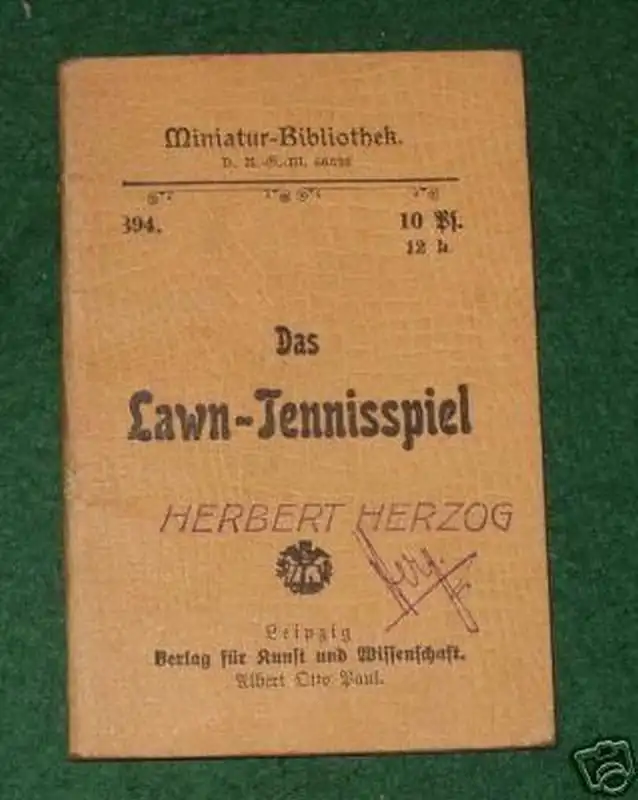 Miniatur-Bibliothek.
394.
10 Pf.
12 h
Das
Lawn-Tennisspiel
HERBERT HERZOG
Leipzig
Verlag für Kunst und Wissenschaft.
Albert Otto Paul.